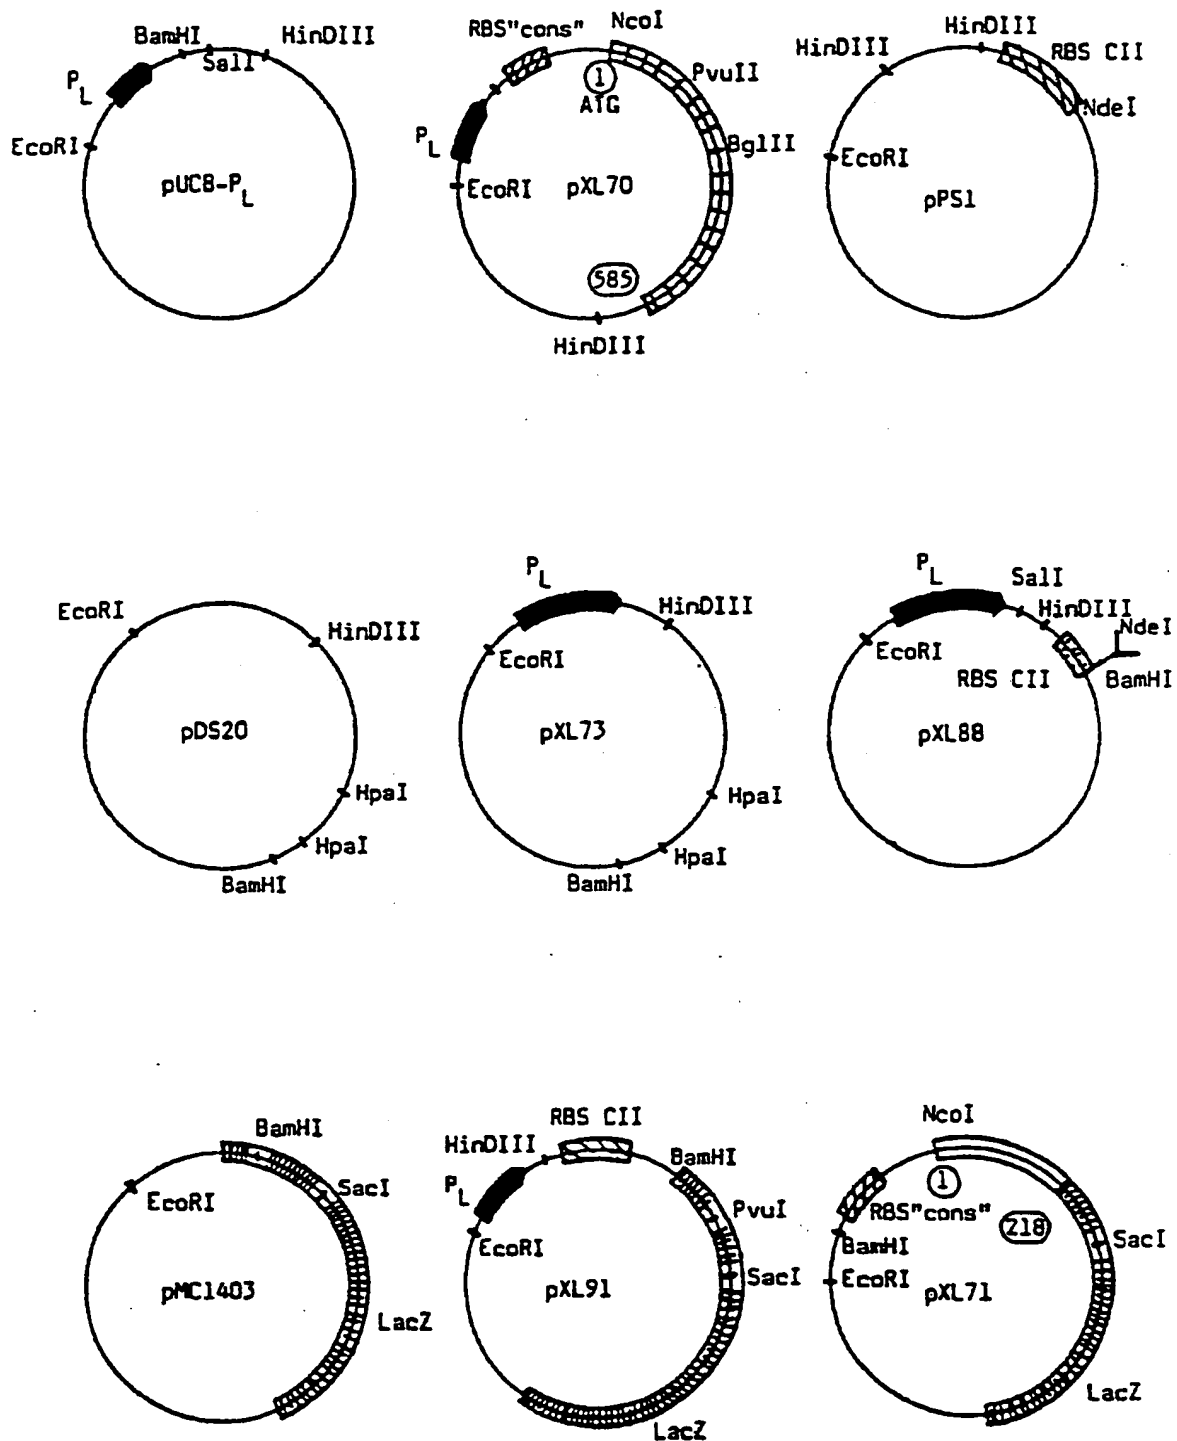 BamHI
SalI
HinDIII
P L
EcoRI
pUC8-P L
RBS"cons"
NcoI
1
ATG
PvuII
P L
BglII
EcoRI
pXL70
585
HinDIII
HinDIII
HinDIII
RBS CII
NdeI
EcoRI
pPS1
EcoRI
HinDIII
pDS20
HpaI
HpaI
BamHI
P L
HinDIII
EcoRI
pXL73
HpaI
HpaI
BamHI
P L
SalI
HinDIII
NdeI
EcoRI
RBS CII
BamHI
pXL88
BamHI
EcoRI
SacI
pMC1403
LacZ
RBS CII
HinDIII
BamHI
P L
PvuI
EcoRI
SacI
pXL91
LacZ
NcoI
1
RBS"cons"
218
BamHI
SacI
EcoRI
pXL71
LacZ